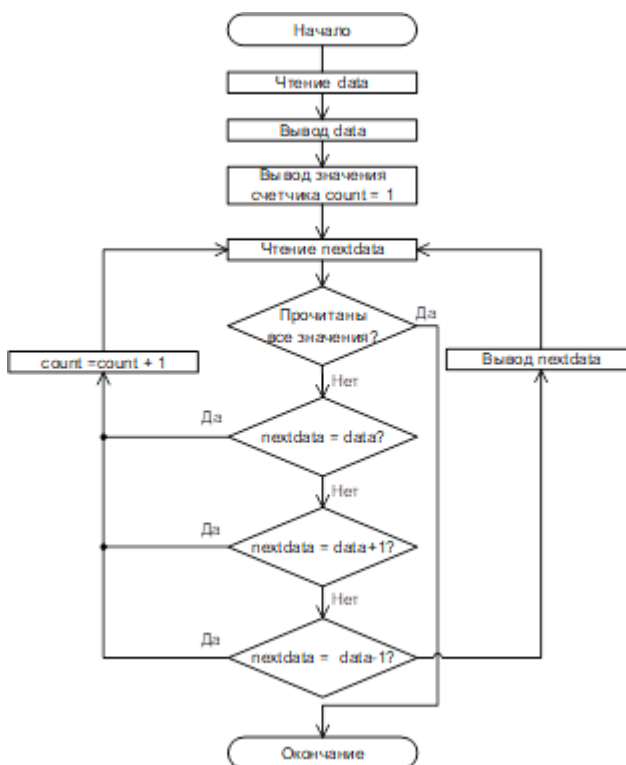 Начало
Чтение data
Вывод data
Вывод значения
счетчика count = 1
Чтение nextdata
Прочитаны
все значения?
Да
count =count + 1
Вывод nextdata
Нет
Да
nextdata = data?
Нет
Да
nextdata = data+1?
Нет
Да
nextdata = data-1?
Окончание